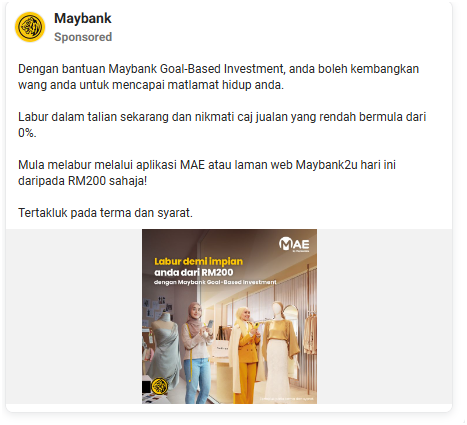 Maybank
Sponsored
Dengan bantuan Maybank Goal-Based Investment, anda boleh kembangkan
wang anda untuk mencapai matlamat hidup anda.
Labur dalam talian sekarang dan nikmati caj jualan yang rendah bermula dari
0%.
Mula melabur melalui aplikasi MAE atau laman web Maybank2u hari ini
daripada RM200 sahaja!
Tertakluk pada terma dan syarat.
MAE
Labur demi impian
anda dari RM200
dengan Maybank Goal-Based Investment